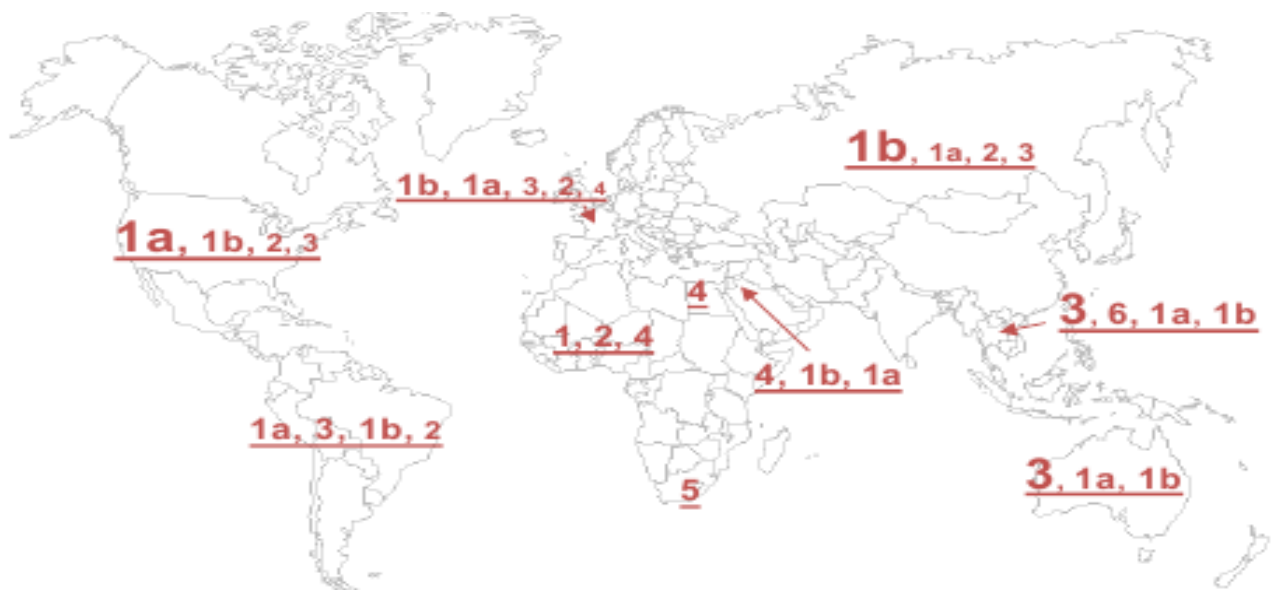 1b, 1a, 2, 3
1b, 1a, 3, 2, 4
1a, 1b, 2, 3
4
3, 6, 1a, 1b
1, 2, 4
4, 1b, 1a
1a, 3, 1b, 2
3, 1a, 1b
5